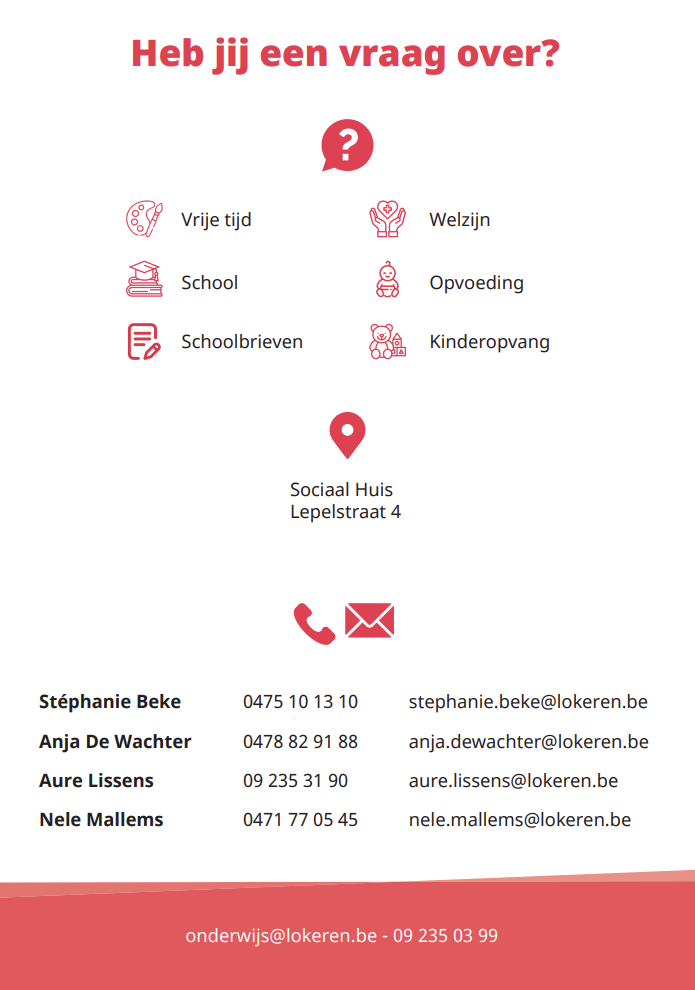 Heb jij een vraag over?
?
Vrije tijd Welzijn
School Opvoeding
Schoolbrieven Kinderopvang
Sociaal Huis
Lepelstraat 4
Stéphanie Beke 0475 10 13 10 stephanie.beke@lokeren.be
Anja De Wachter 0478 82 91 88 anja.dewachter@lokeren.be
Aure Lissens 09 235 31 90 aure.lissens@lokeren.be
Nele Mallems 0471 77 05 45 nele.mallems@lokeren.be
onderwijs@lokeren.be - 09 235 03 99